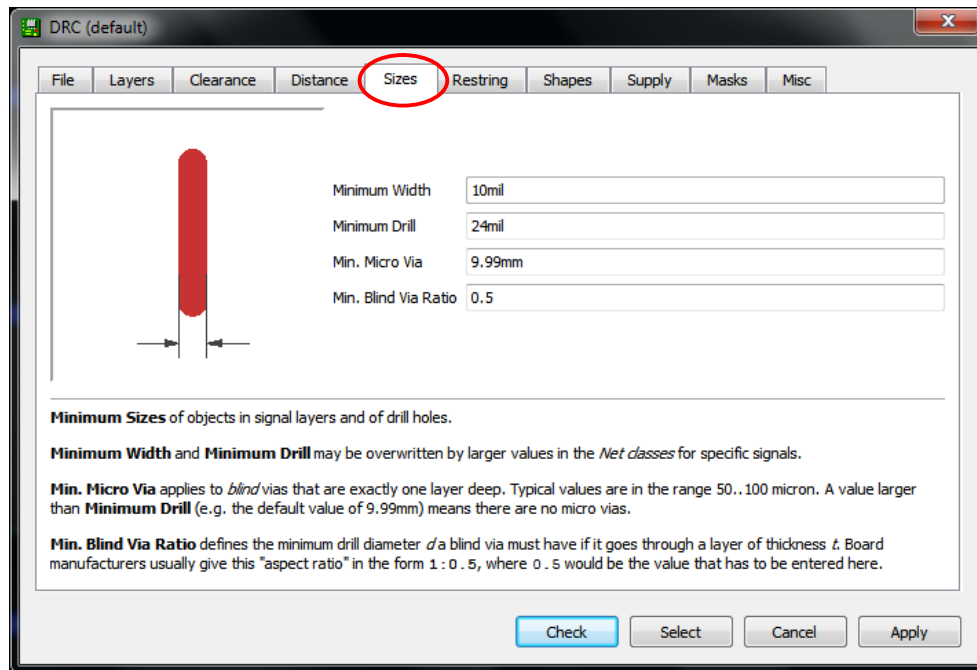 DRC (default)
File Layers Clearance Distance Sizes Restring Shapes Supply Masks Misc
Minimum Width 10mil
Minimum Drill 24mil
Min. Micro Via 9.99mm
Min. Blind Via Ratio 0.5
Minimum Sizes of objects in signal layers and of drill holes.
Minimum Width and Minimum Drill may be overwritten by larger values in the Net classes for specific signals.
Min. Micro Via applies to blind vias that are exactly one layer deep. Typical values are in the range 50..100 micron. A value larger
than Minimum Drill (e.g. the default value of 9.99mm) means there are no micro vias.
Min. Blind Via Ratio defines the minimum drill diameter d a blind via must have if it goes through a layer of thickness t. Board
manufacturers usually give this "aspect ratio" in the form 1:0.5, where 0.5 would be the value that has to be entered here.
Check Select Cancel Apply